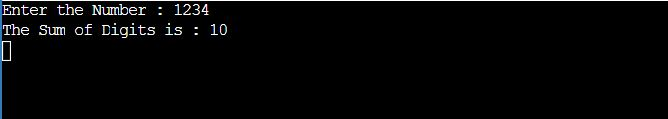 Enter the Number : 1234
The Sum of Digits is : 10